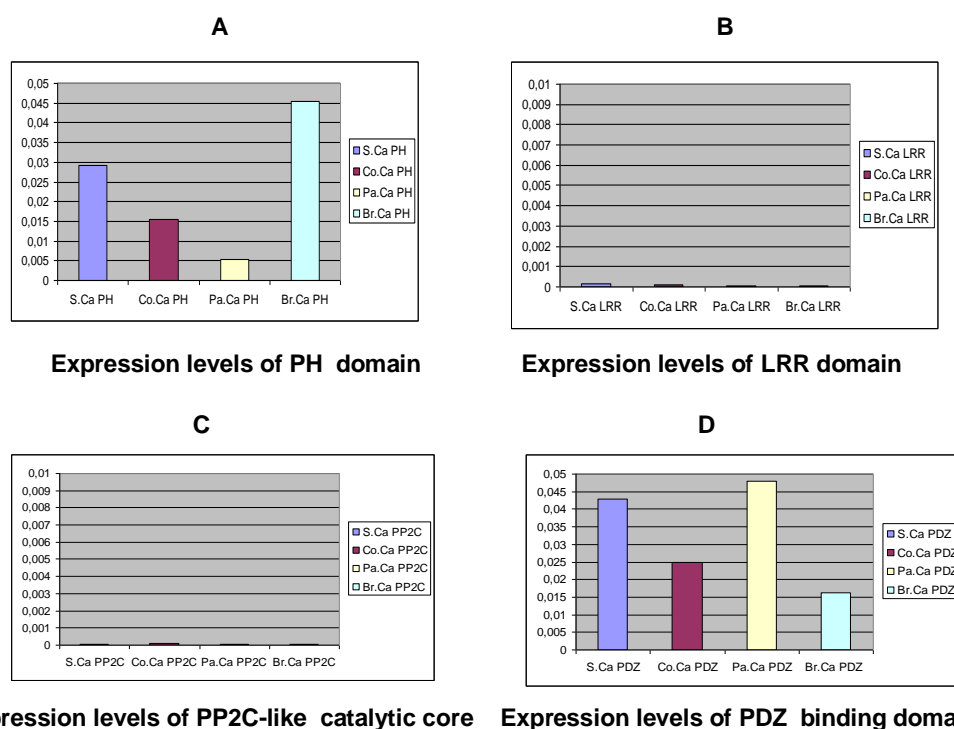 A
0,05
0,045
0,04
0,035
0,03
0,025
0,02
0,015
0,01
0,005
0
S.Ca PH Co.Ca PH Pa.Ca PH Br.Ca PH
S.Ca PH
Co.Ca PH
Pa.Ca PH
Br.Ca PH
Expression levels of PH domain
B
0,01
0,009
0,008
0,007
0,006
0,005
0,004
0,003
0,002
0,001
0
S.Ca LRR Co.Ca LRR Pa.Ca LRR Br.Ca LRR
S.Ca LRR
Co.Ca LRR
Pa.Ca LRR
Br.Ca LRR
Expression levels of LRR domain
C
0,01
0,009
0,008
0,007
0,006
0,005
0,004
0,003
0,002
0,001
0
S.Ca PP2C Co.Ca PP2C Pa.Ca PP2C Br.Ca PP2C
S.Ca PP2C
Co.Ca PP2C
Pa.Ca PP2C
Br.Ca PP2C
pression levels of PP2C-like catalytic core
D
0,05
0,045
0,04
0,035
0,03
0,025
0,02
0,015
0,01
0,005
0
S.Ca PDZ Co.Ca PDZ Pa.Ca PDZ Br.Ca PDZ
S.Ca PDZ
Co.Ca PDZ
Pa.Ca PDZ
Br.Ca PDZ
Expression levels of PDZ binding doma